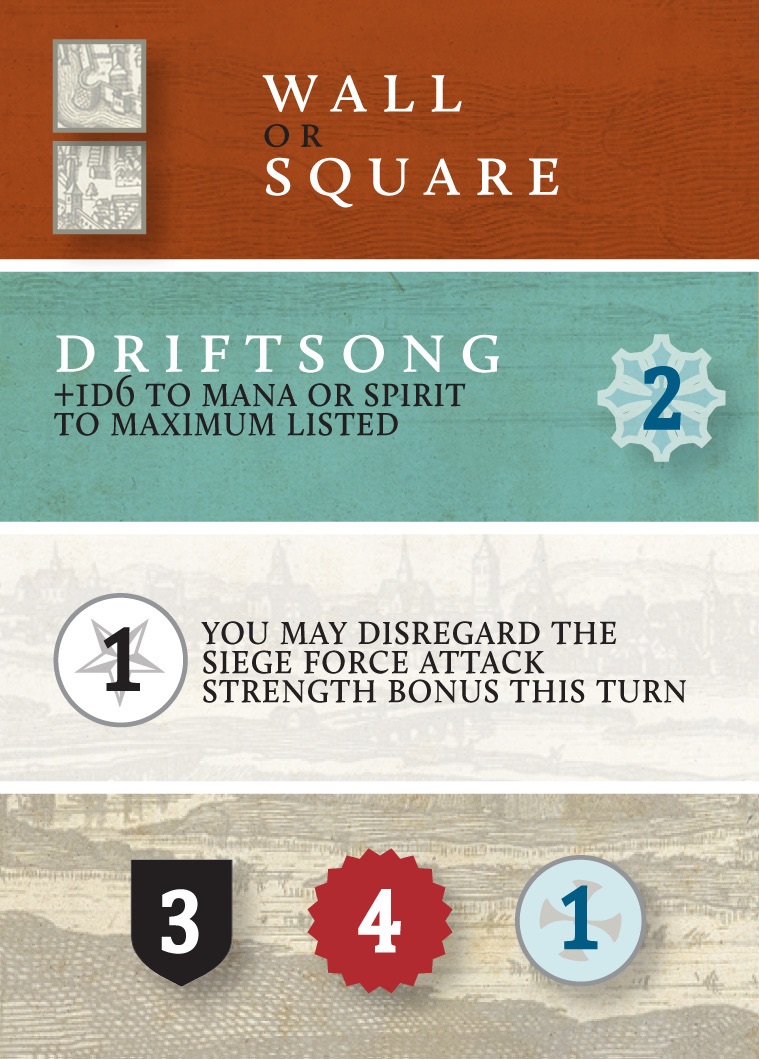 WALL
OR
SQUARE
DRIFTSONG
+1D6 TO MANA OR SPIRIT
TO MAXIMUM LISTED
2
1
YOU MAY DISREGARD THE
SIEGE FORCE ATTACK
STRENGTH BONUS THIS TURN
3 4 1